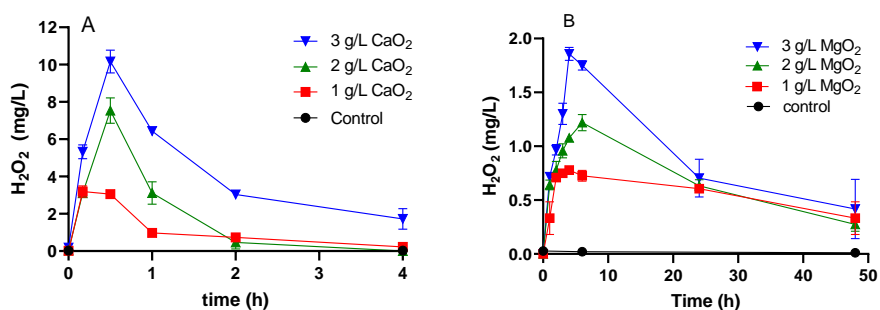 A
H₂O₂ (mg/L)
12
10
8
6
4
2
0
0
1
2
3
4
time (h)
3 g/L CaO₂
2 g/L CaO₂
1 g/L CaO₂
Control
B
H₂O₂ (mg/L)
2.0
1.5
1.0
0.5
0.0
0
10
20
30
40
50
Time (h)
3 g/L MgO₂
2 g/L MgO₂
1 g/L MgO₂
control